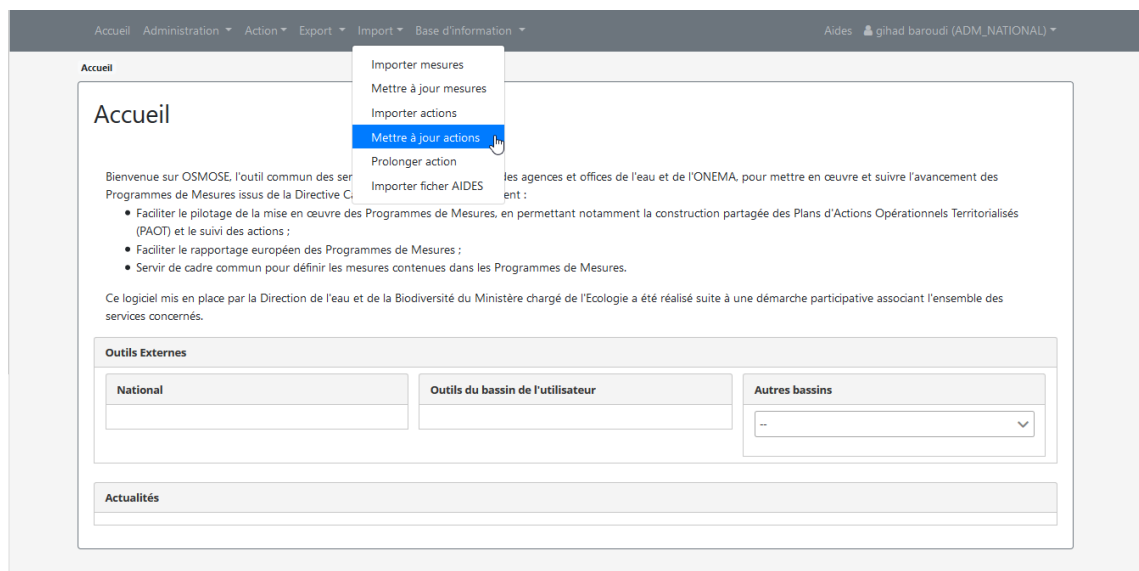 Accueil Administration Action Export Import Base d'information Aides gihad baroudi (ADM_NATIONAL)
Importer mesures
Mettre à jour mesures
Importer actions
Mettre à jour actions
Prolonger action
Importer ficher AIDES
Accueil
Accueil
Bienvenue sur OSMOSE, l'outil commun des ser des agences et offices de l'eau et de l'ONEMA, pour mettre en œuvre et suivre l'avancement des
Programmes de Mesures issus de la Directive C ent :
• Faciliter le pilotage de la mise en œuvre des Programmes de Mesures, en permettant notamment la construction partagée des Plans d'Actions Opérationnels Territorialisés
(PAOT) et le suivi des actions ;
• Faciliter le rapportage européen des Programmes de Mesures ;
• Servir de cadre commun pour définir les mesures contenues dans les Programmes de Mesures.
Ce logiciel mis en place par la Direction de l'eau et de la Biodiversité du Ministère chargé de l'Ecologie a été réalisé suite à une démarche participative associant l'ensemble des
services concernés.
Outils Externes
National
Outils du bassin de l'utilisateur
Autres bassins
--
Actualités